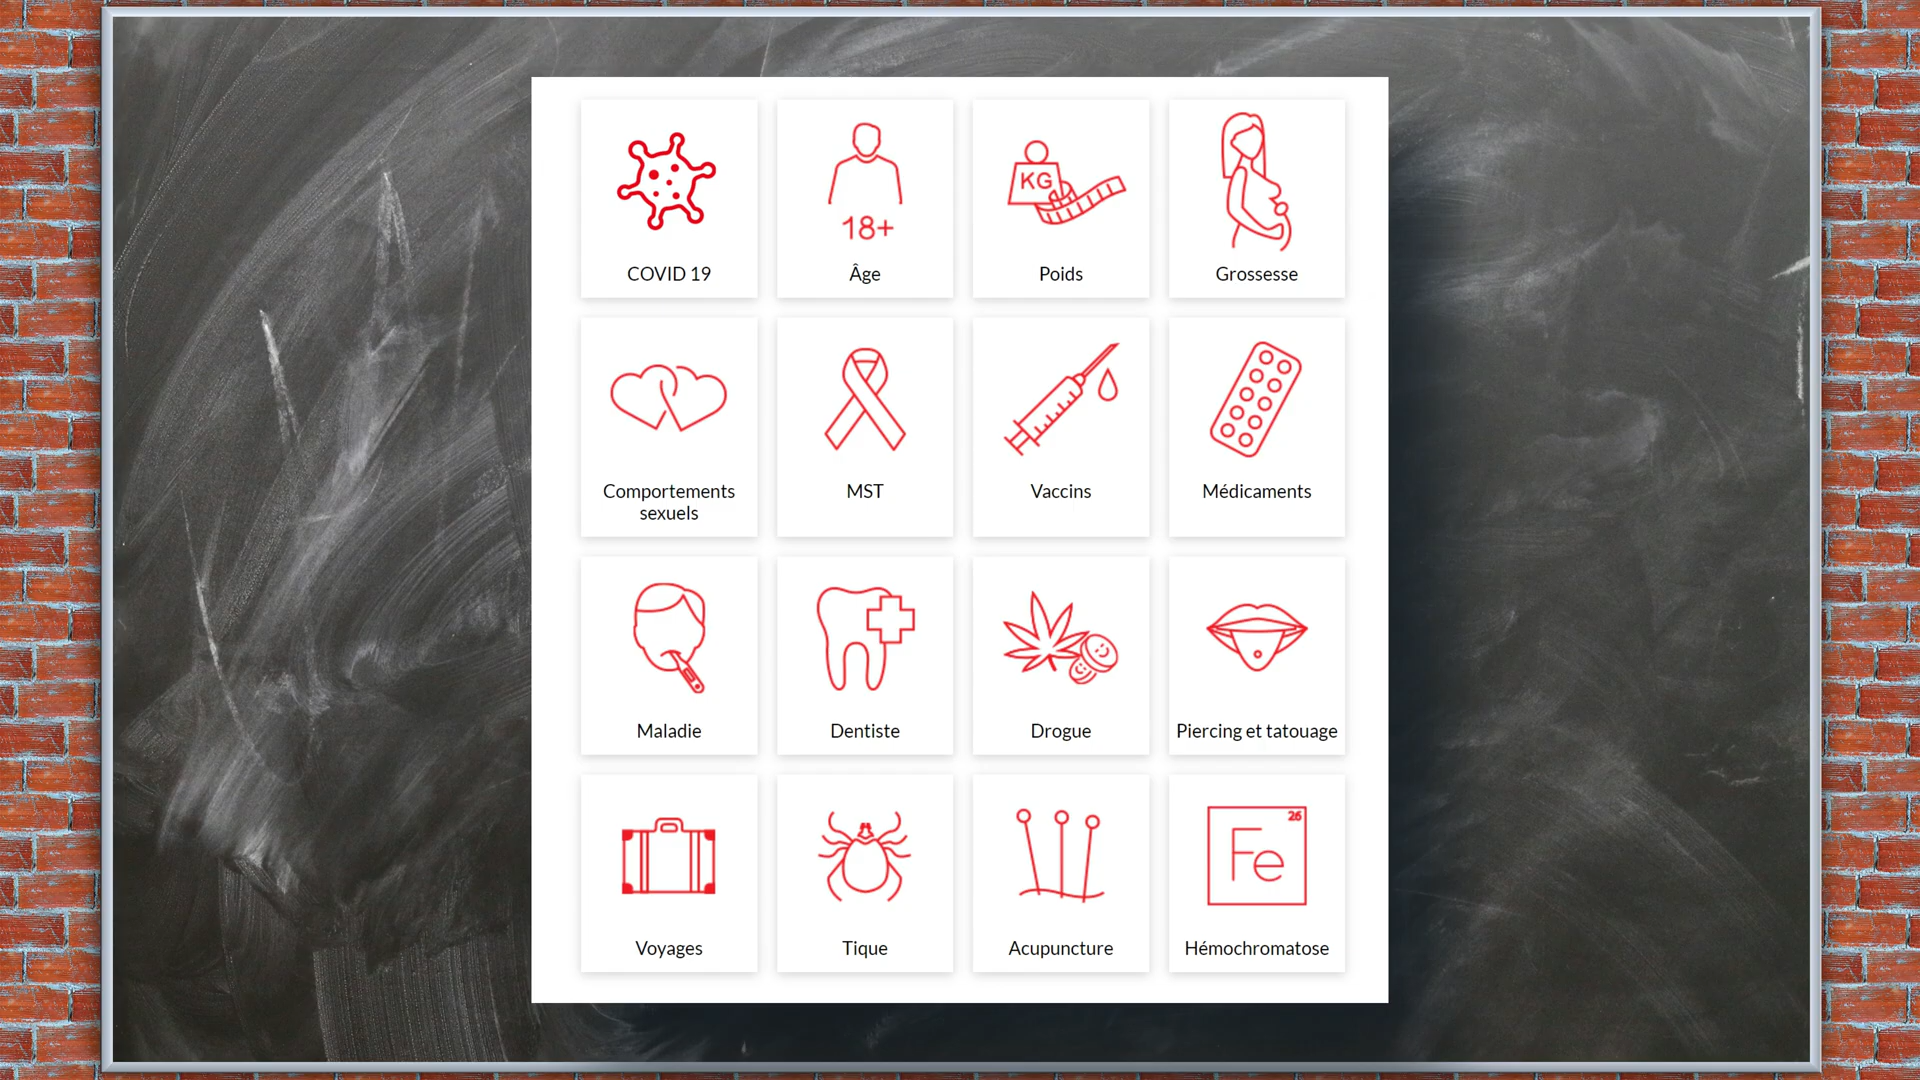 18+
KG
COVID 19
Âge
Poids
Grossesse
Comportements
sexuels
MST
Vaccins
Médicaments
Maladie
Dentiste
Drogue
Piercing et tatouage
26
Fe
Voyages
Tique
Acupuncture
Hémochromatose